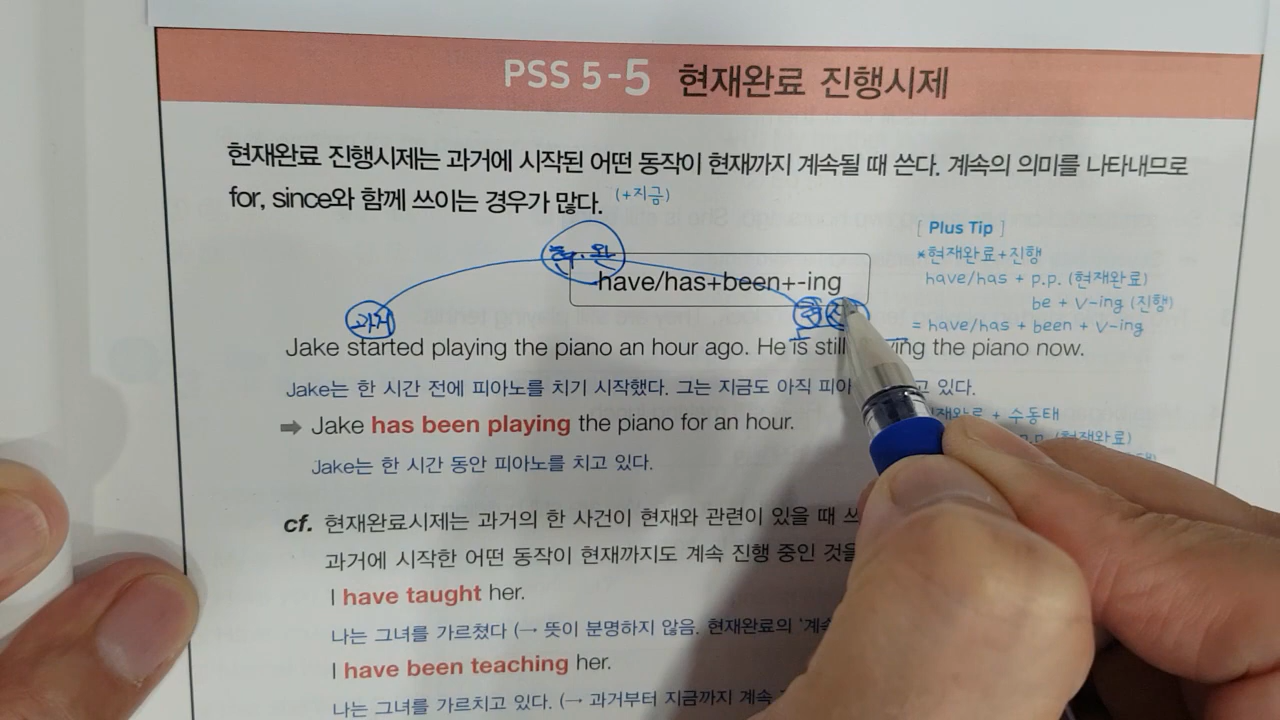 PSS 5-5 현재완료 진행시제
현재완료 진행시제는 과거에 시작된 어떤 동작이 현재까지 계속될 때 쓴다. 계속의 의미를 나타내므로
for, since와 함께 쓰이는 경우가 많다. (+지금)
[ Plus Tip ]
*현재완료+진행
have/has + p.p. (현재완료)
be + v-ing (진행)
= have/has + been + v-ing
현.완
have/has+been+-ing
과거
현
Jake started playing the piano an hour ago. He is still ing the piano now.
Jake는 한 시간 전에 피아노를 치기 시작했다. 그는 지금도 아직 고 있다.
➡ Jake has been playing the piano for an hour.
Jake는 한 시간 동안 피아노를 치고 있다.
+ 수동태
(현재완료)
cf. 현재완료시제는 과거의 한 사건이 현재와 관련이 있을 때
과거에 시작한 어떤 동작이 현재까지도 계속 진행 중인 것을
I have taught her.
나는 그녀를 가르쳤다 (→ 뜻이 분명하지 않음. 현재완료의
I have been teaching her.
나는 그녀를 가르치고 있다. (→ 과거부터 지금까지 계속